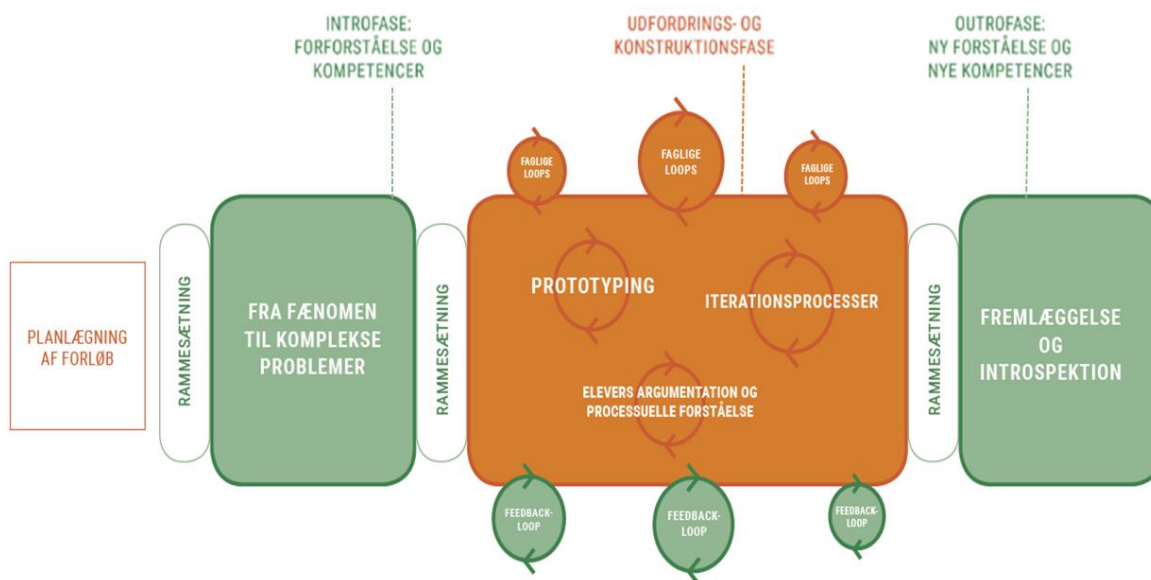 INTROFASE:
FORFORSTÅELSE OG
KOMPETENCER
UDFORDRINGS- OG
KONSTRUKTIONSFASE
OUTROFASE:
NY FORSTÅELSE OG
NYE KOMPETENCER
FAGLIGE
LOOPS
FAGLIGE
LOOPS
FAGLIGE
LOOPS
PLANLÆGNING
AF FORLØB
RAMMESÆTNING
FRA FÆNOMEN
TIL KOMPLEKSE
PROBLEMER
RAMMESÆTNING
PROTOTYPING
ITERATIONSPROCESSER
ELEVERS ARGUMENTATION OG
PROCESSUELLE FORSTÅELSE
RAMMESÆTNING
FREMLÆGGELSE
OG
INTROSPEKTION
FEEDBACK-
LOOP
FEEDBACK-
LOOP
FEEDBACK-
LOOP